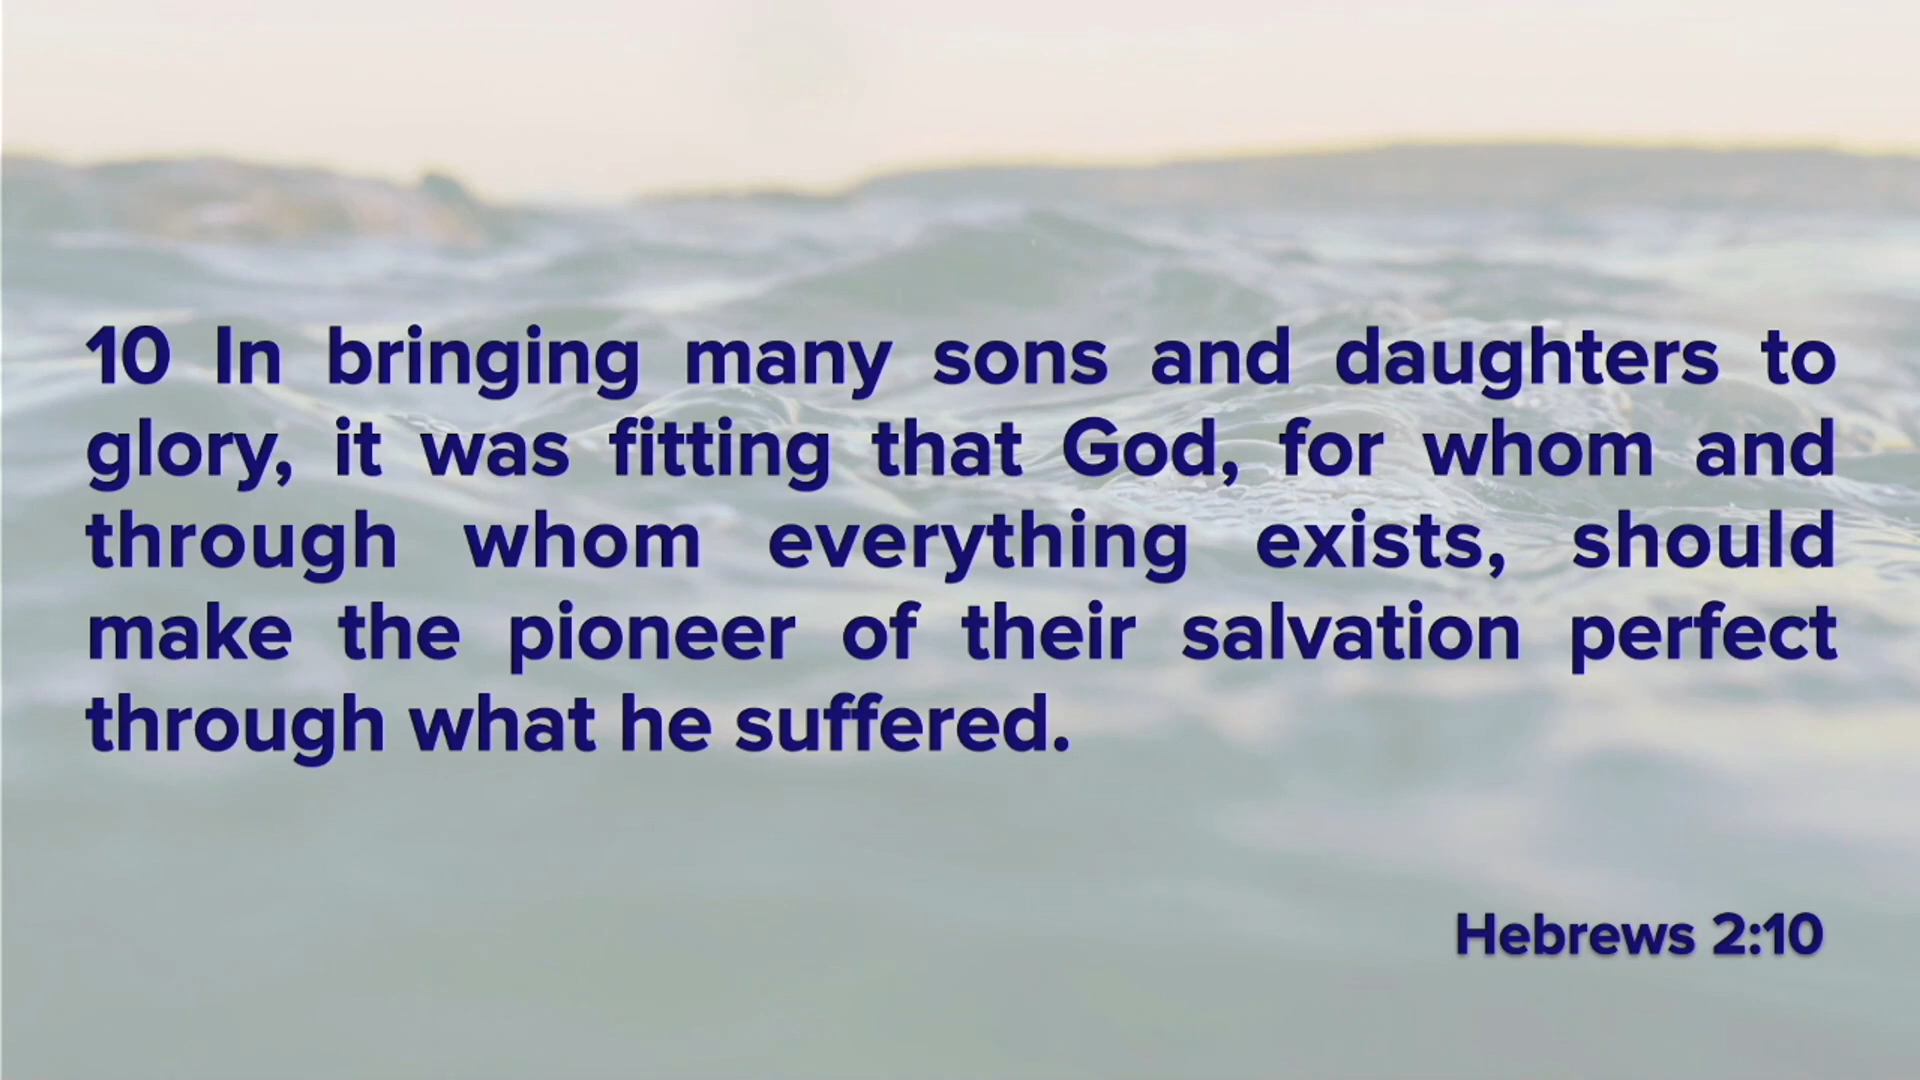 10 In bringing many sons and daughters to
glory, it was fitting that God, for whom and
through whom everything exists, should
make the pioneer of their salvation perfect
through what he suffered.
Hebrews 2:10